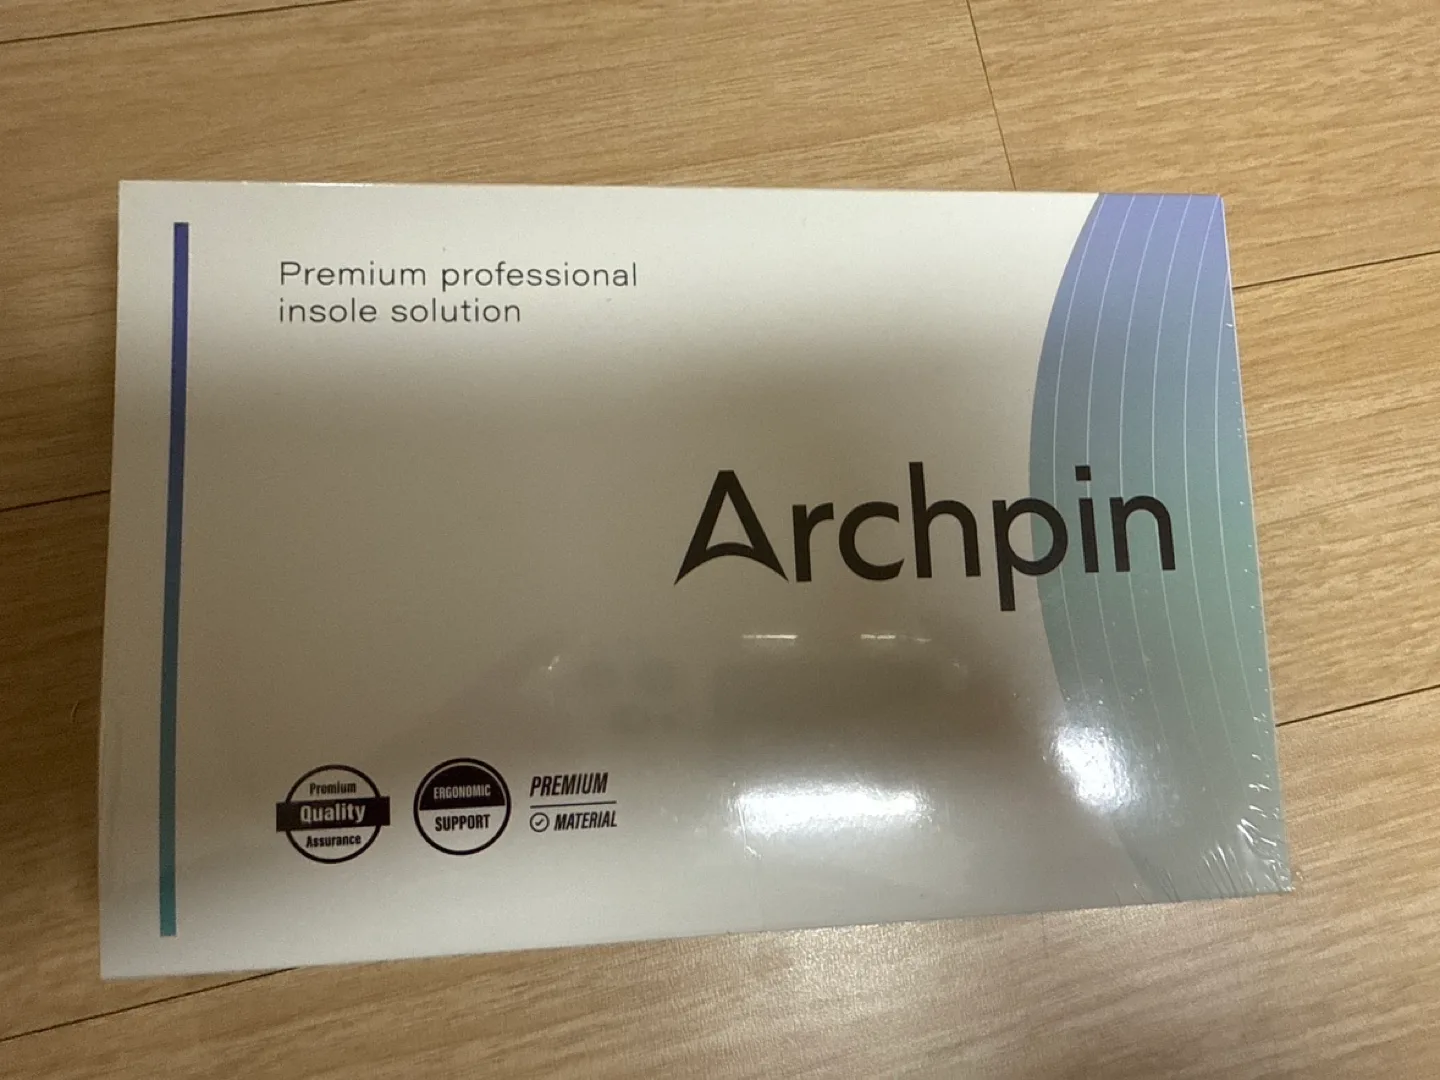 Premium professional
insole solution
Archpin
Premium
Quality
Assurance
ERGONOMIC
SUPPORT
PREMIUM
MATERIAL